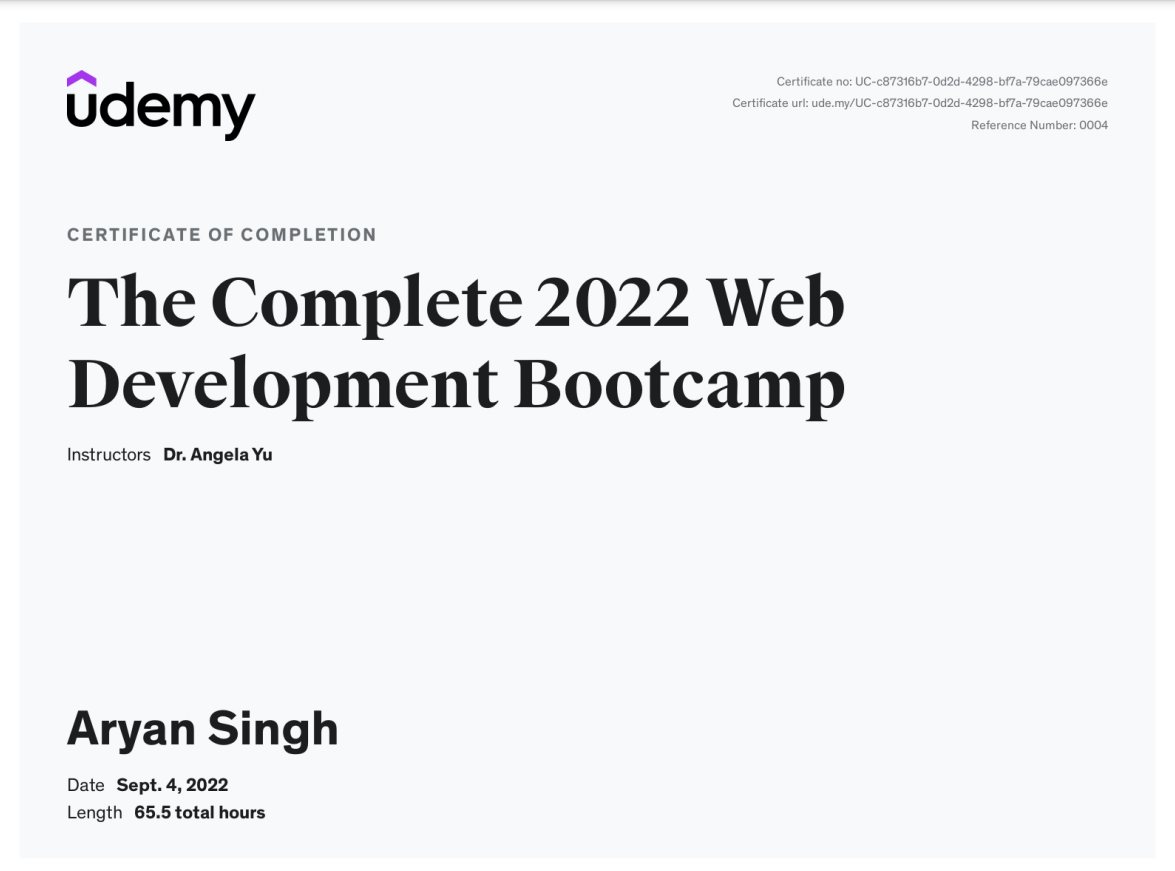 udemy
Certificate no: UC-c87316b7-0d2d-4298-bf7a-79cae097366e
Certificate url: ude.my/UC-c87316b7-0d2d-4298-bf7a-79cae097366e
Reference Number: 0004
CERTIFICATE OF COMPLETION
The Complete 2022 Web
Development Bootcamp
Instructors Dr. Angela Yu
Aryan Singh
Date Sept. 4, 2022
Length 65.5 total hours